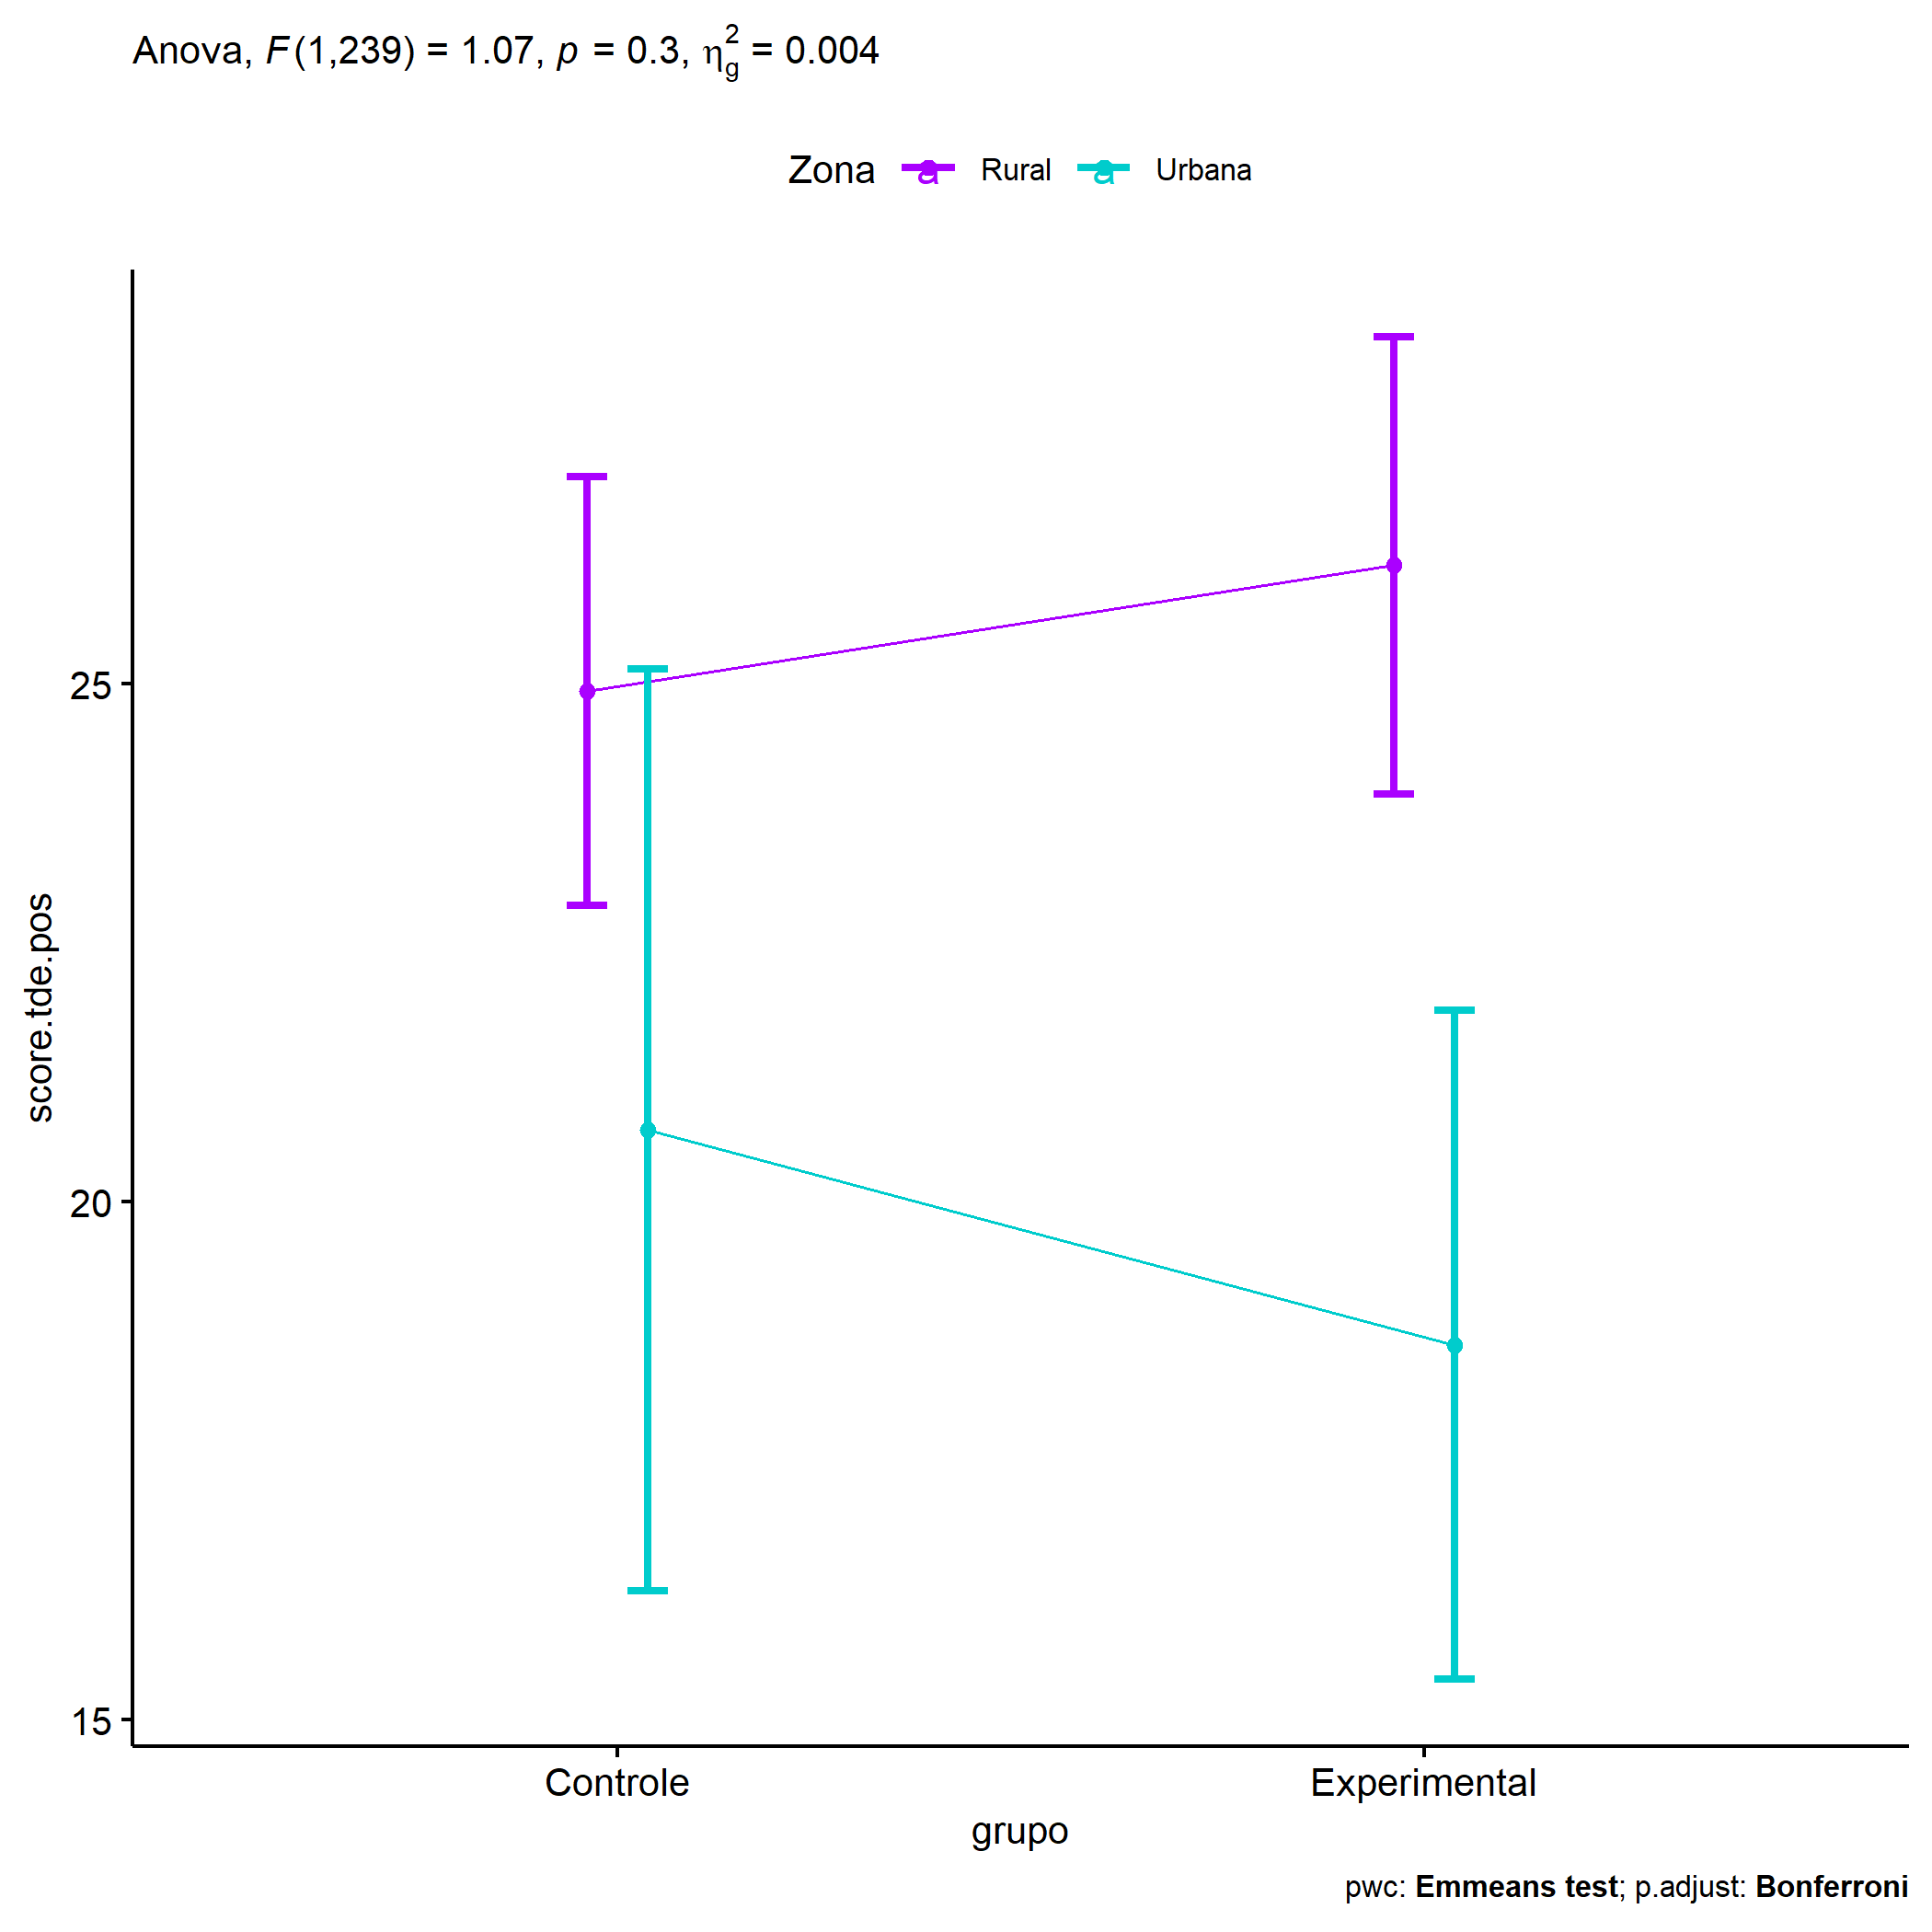 Anova, F(1,239) = 1.07, p = 0.3, η²g = 0.004
Zona a Rural a Urbana
25
20
15
score.tde.pos
Controle Experimental
grupo
pwc: Emmeans test; p.adjust: Bonferroni